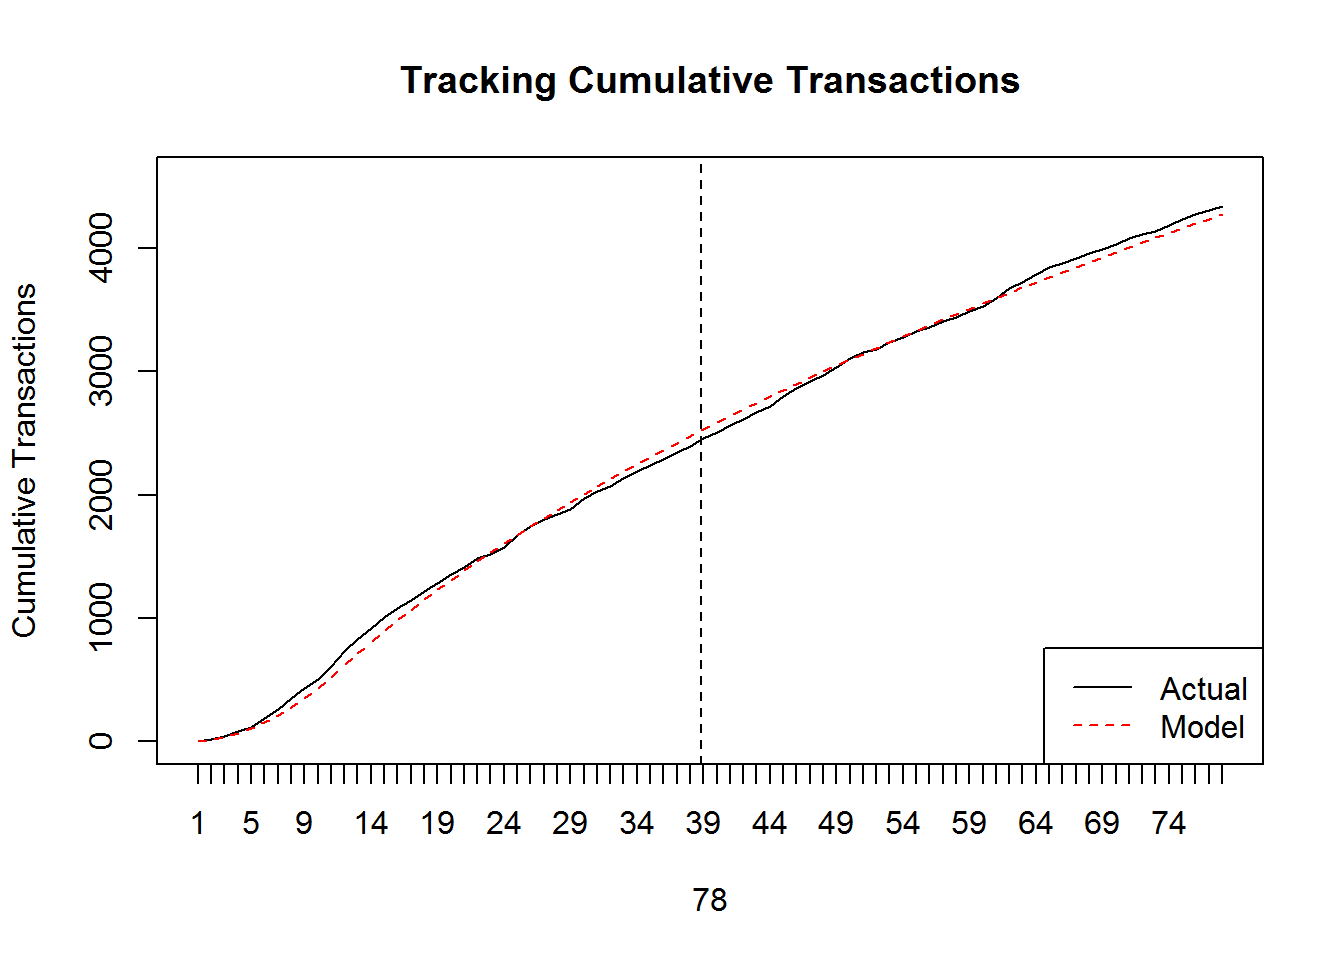 Tracking Cumulative Transactions
Cumulative Transactions
4000
3000
2000
1000
0
Actual
Model
1 5 9 14 19 24 29 34 39 44 49 54 59 64 69 74
78